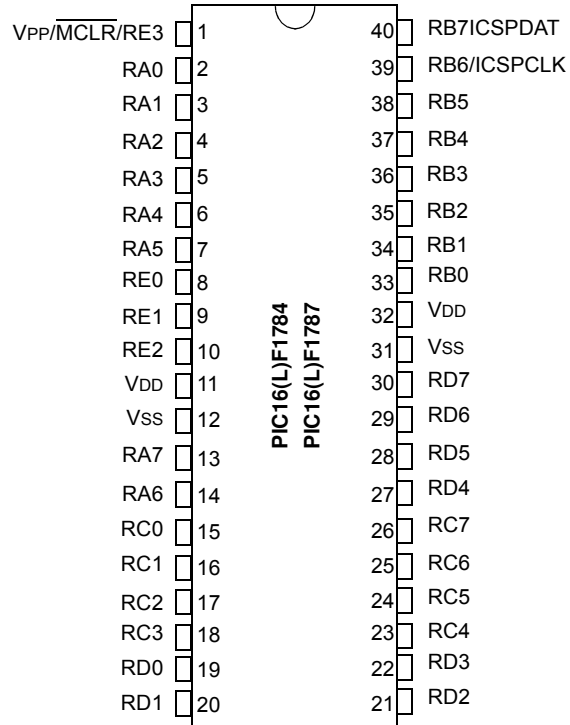 VPP/MCLR/RE3 1 40 RB7ICSPDAT
RA0 2 39 RB6/ICSPCLK
RA1 3 38 RB5
RA2 4 37 RB4
RA3 5 36 RB3
RA4 6 35 RB2
RA5 7 34 RB1
RE0 8 33 RB0
RE1 9 32 VDD
RE2 10 31 VSS
VDD 11 30 RD7
VSS 12 29 RD6
RA7 13 28 RD5
RA6 14 27 RD4
RC0 15 26 RC7
RC1 16 25 RC6
RC2 17 24 RC5
RC3 18 23 RC4
RD0 19 22 RD3
RD1 20 21 RD2
PIC16(L)F1784
PIC16(L)F1787